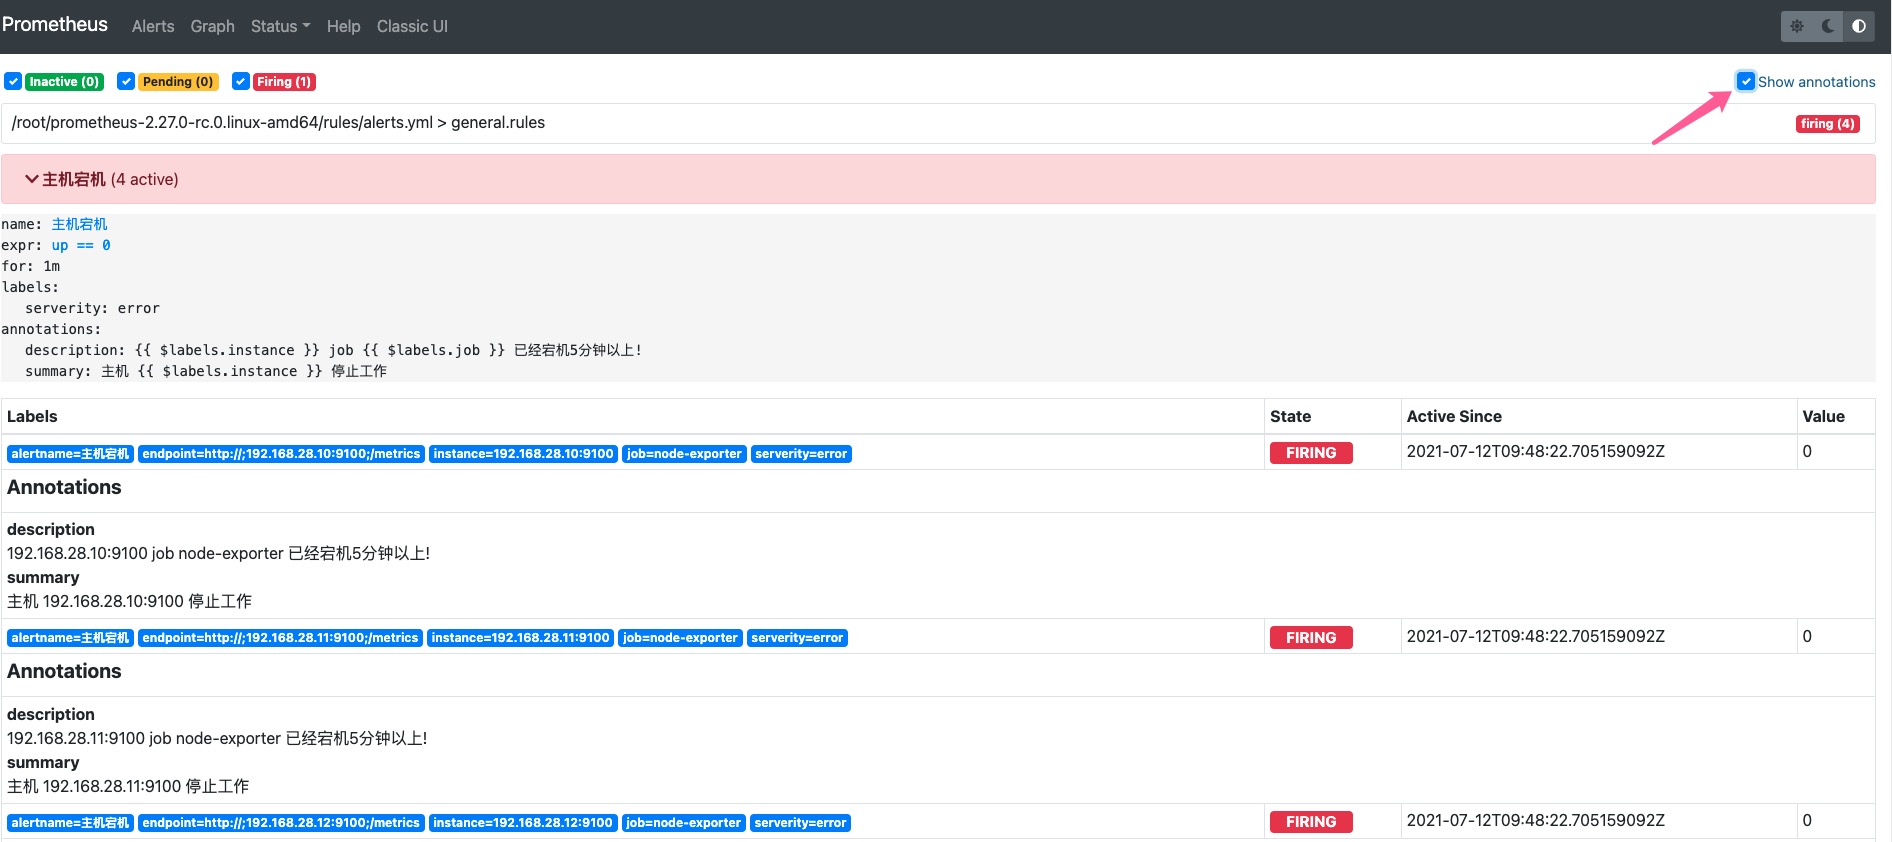 Prometheus Alerts Graph Status Help Classic UI
Inactive (0) Pending (0) Firing (1) Show annotations
/root/prometheus-2.27.0-rc.0.linux-amd64/rules/alerts.yml > general.rules firing (4)
主机宕机 (4 active)
name: 主机宕机
expr: up == 0
for: 1m
labels:
serverity: error
annotations:
description: {{ $labels.instance }} job {{ $labels.job }} 已经宕机5分钟以上!
summary: 主机 {{ $labels.instance }} 停止工作
Labels State Active Since Value
alertname=主机宕机 endpoint=http://;192.168.28.10:9100;/metrics instance=192.168.28.10:9100 job=node-exporter serverity=error FIRING 2021-07-12T09:48:22.705159092Z 0
Annotations
description
192.168.28.10:9100 job node-exporter 已经宕机5分钟以上!
summary
主机 192.168.28.10:9100 停止工作
alertname=主机宕机 endpoint=http://;192.168.28.11:9100;/metrics instance=192.168.28.11:9100 job=node-exporter serverity=error FIRING 2021-07-12T09:48:22.705159092Z 0
Annotations
description
192.168.28.11:9100 job node-exporter 已经宕机5分钟以上!
summary
主机 192.168.28.11:9100 停止工作
alertname=主机宕机 endpoint=http://;192.168.28.12:9100;/metrics instance=192.168.28.12:9100 job=node-exporter serverity=error FIRING 2021-07-12T09:48:22.705159092Z 0